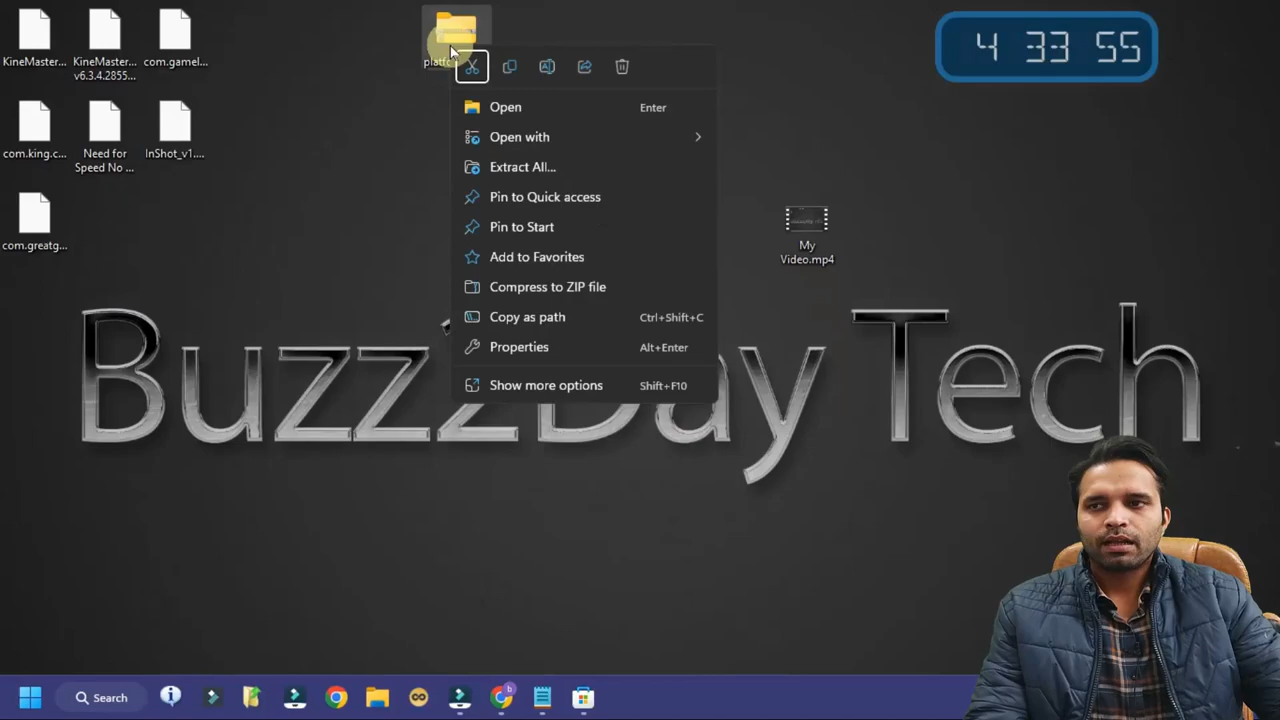 KineMaster...
KineMaster
v6.3.4.2855...
com.gamel...
com.king.c...
Need for
Speed No ...
InShot_v1....
com.greatg...
4 33 55
Open Enter
Open with
Extract All...
Pin to Quick access
Pin to Start
Add to Favorites
Compress to ZIP file
Copy as path Ctrl+Shift+C
Properties Alt+Enter
Show more options Shift+F10
My
Video.mp4
BuzzzDay Tech
Search